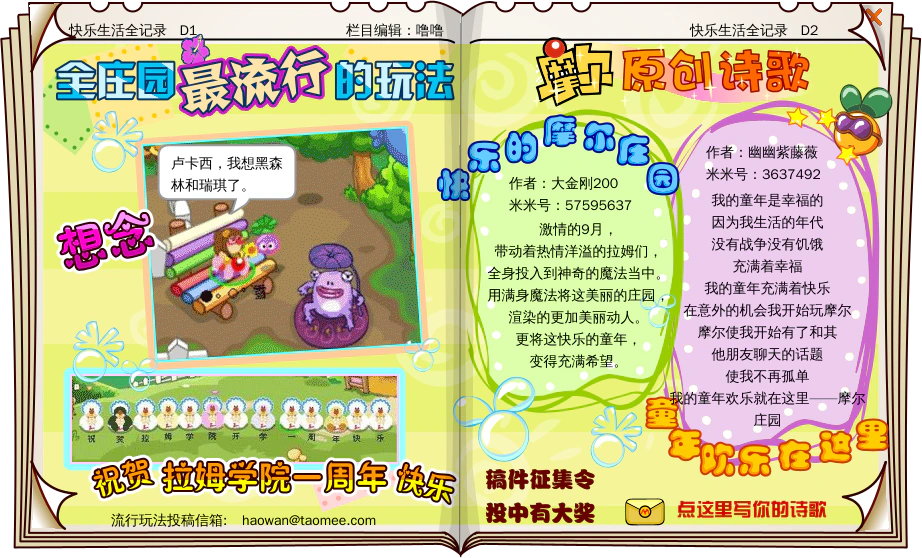 快乐生活全记录 D1
栏目编辑：噜噜
全庄园最流行的玩法
卢卡西，我想黑森
林和瑞琪了。
想念
祝贺拉姆学院开学一周年快乐
祝贺 拉姆学院一周年 快乐
流行玩法投稿信箱: haowan@taomee.com
快乐生活全记录 D2
摩尔原创诗歌
快乐的摩尔庄园
作者：大金刚200
米米号：57595637
激情的9月，
带动着热情洋溢的拉姆们，
全身投入到神奇的魔法当中。
用满身魔法将这美丽的庄园，
渲染的更加美丽动人。
更将这快乐的童年，
变得充满希望。
作者：幽幽紫藤薇
米米号：3637492
我的童年是幸福的
因为我生活的年代
没有战争没有饥饿
充满着幸福
我的童年充满着快乐
在意外的机会我开始玩摩尔
摩尔使我开始有了和其
他朋友聊天的话题
使我不再孤单
我的童年欢乐就在这里——摩尔
庄园
童年欢乐在这里
稿件征集令
投中有大奖
点这里写你的诗歌